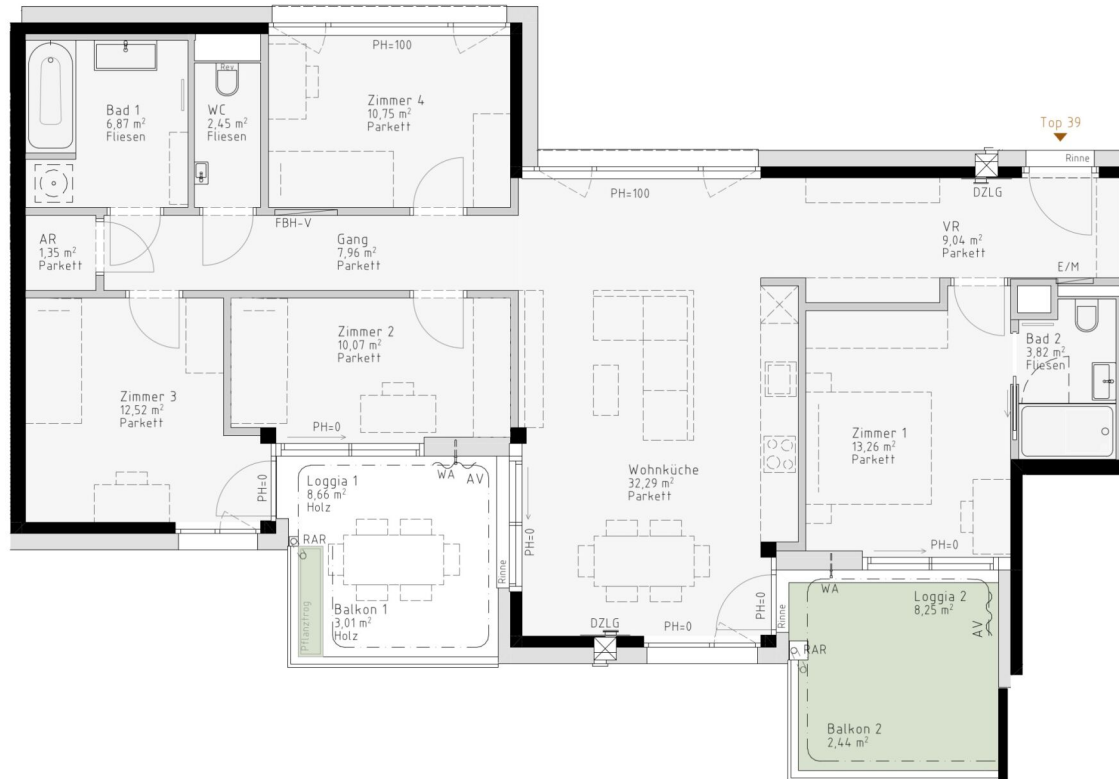 PH=100
Bad 1
6,87 m²
Fliesen
WC
2,45 m²
Fliesen
Rev
Zimmer 4
10,75 m²
Parkett
Top 39
Rinne
PH=100
DZLG
FBH-V
AR
1,35 m²
Parkett
Gang
7,96 m²
Parkett
VR
9,04 m²
Parkett
E/M
Zimmer 3
12,52 m²
Parkett
Zimmer 2
10,07 m²
Parkett
Bad 2
3,82 m²
Fliesen
PH=0
WA
AV
Loggia 1
8,66 m²
Holz
PH=0
Wohnküche
32,29 m²
Parkett
Zimmer 1
13,26 m²
Parkett
PH=0
PH=0
RAR
Rinne
Pflanztrog
Balkon 1
3,01 m²
Holz
DZLG
PH=0
PH=0
Rinne
WA
Loggia 2
8,25 m²
AV
RAR
Balkon 2
2,44 m²